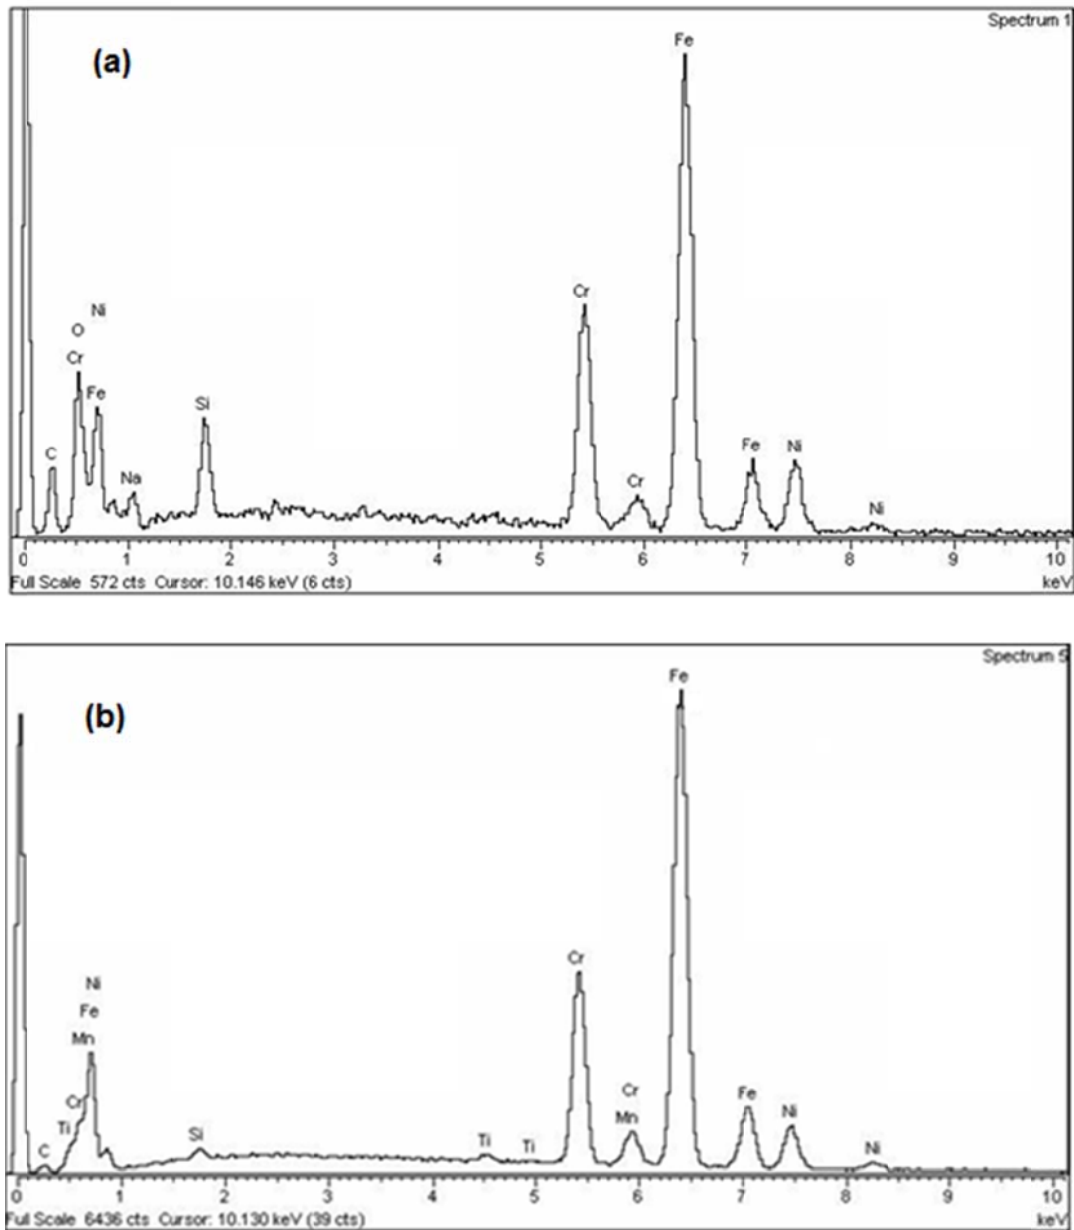 Spectrum 1
(a)
Fe
Cr
Ni
O
Cr
Fe
Si
C
Na
Cr
Fe
Ni
Ni
0 1 2 3 4 5 6 7 8 9 10
Full Scale 572 cts Cursor: 10.146 keV (6 cts) keV
Spectrum 5
(b)
Fe
Cr
Ni
Fe
Mn
Cr
Ti
C
Si
Ti
Ti
Cr
Mn
Fe
Ni
Ni
0 1 2 3 4 5 6 7 8 9 10
Full Scale 6436 cts Cursor: 10.130 keV (39 cts) keV